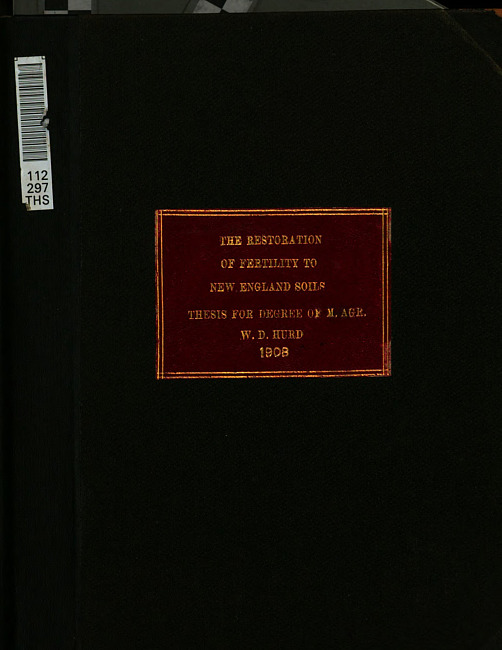 112
297
THS
THE RESTORATION
OF FERTILITY TO
NEW ENGLAND SOILS
THESIS FOR DEGREE OF M. AGR.
W. D. HURD
1908